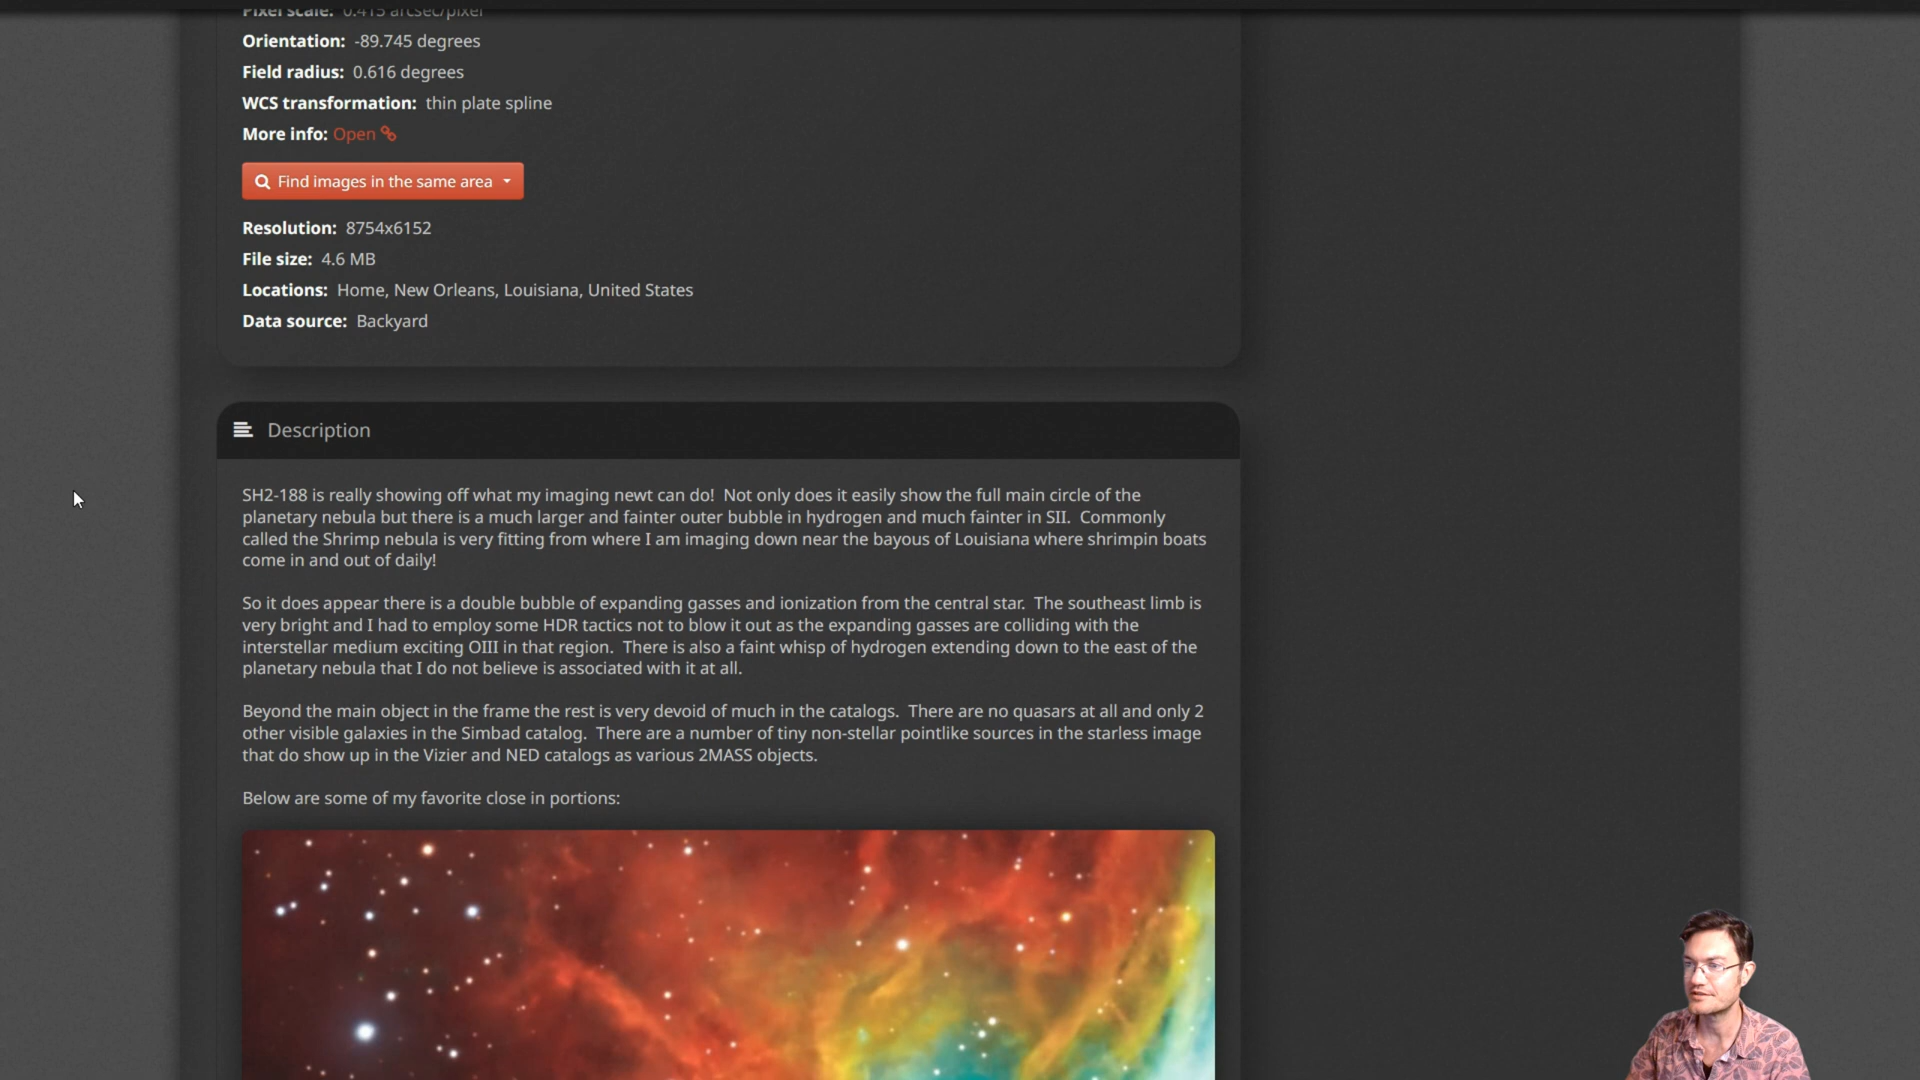 Pixel scale: 0.415 arcsec/pixel
Orientation: -89.745 degrees
Field radius: 0.616 degrees
WCS transformation: thin plate spline
More info: Open
Find images in the same area
Resolution: 8754x6152
File size: 4.6 MB
Locations: Home, New Orleans, Louisiana, United States
Data source: Backyard
Description
SH2-188 is really showing off what my imaging newt can do! Not only does it easily show the full main circle of the
planetary nebula but there is a much larger and fainter outer bubble in hydrogen and much fainter in SII. Commonly
called the Shrimp nebula is very fitting from where I am imaging down near the bayous of Louisiana where shrimpin boats
come in and out of daily!
So it does appear there is a double bubble of expanding gasses and ionization from the central star. The southeast limb is
very bright and I had to employ some HDR tactics not to blow it out as the expanding gasses are colliding with the
interstellar medium exciting OIII in that region. There is also a faint whisp of hydrogen extending down to the east of the
planetary nebula that I do not believe is associated with it at all.
Beyond the main object in the frame the rest is very devoid of much in the catalogs. There are no quasars at all and only 2
other visible galaxies in the Simbad catalog. There are a number of tiny non-stellar pointlike sources in the starless image
that do show up in the Vizier and NED catalogs as various 2MASS objects.
Below are some of my favorite close in portions: